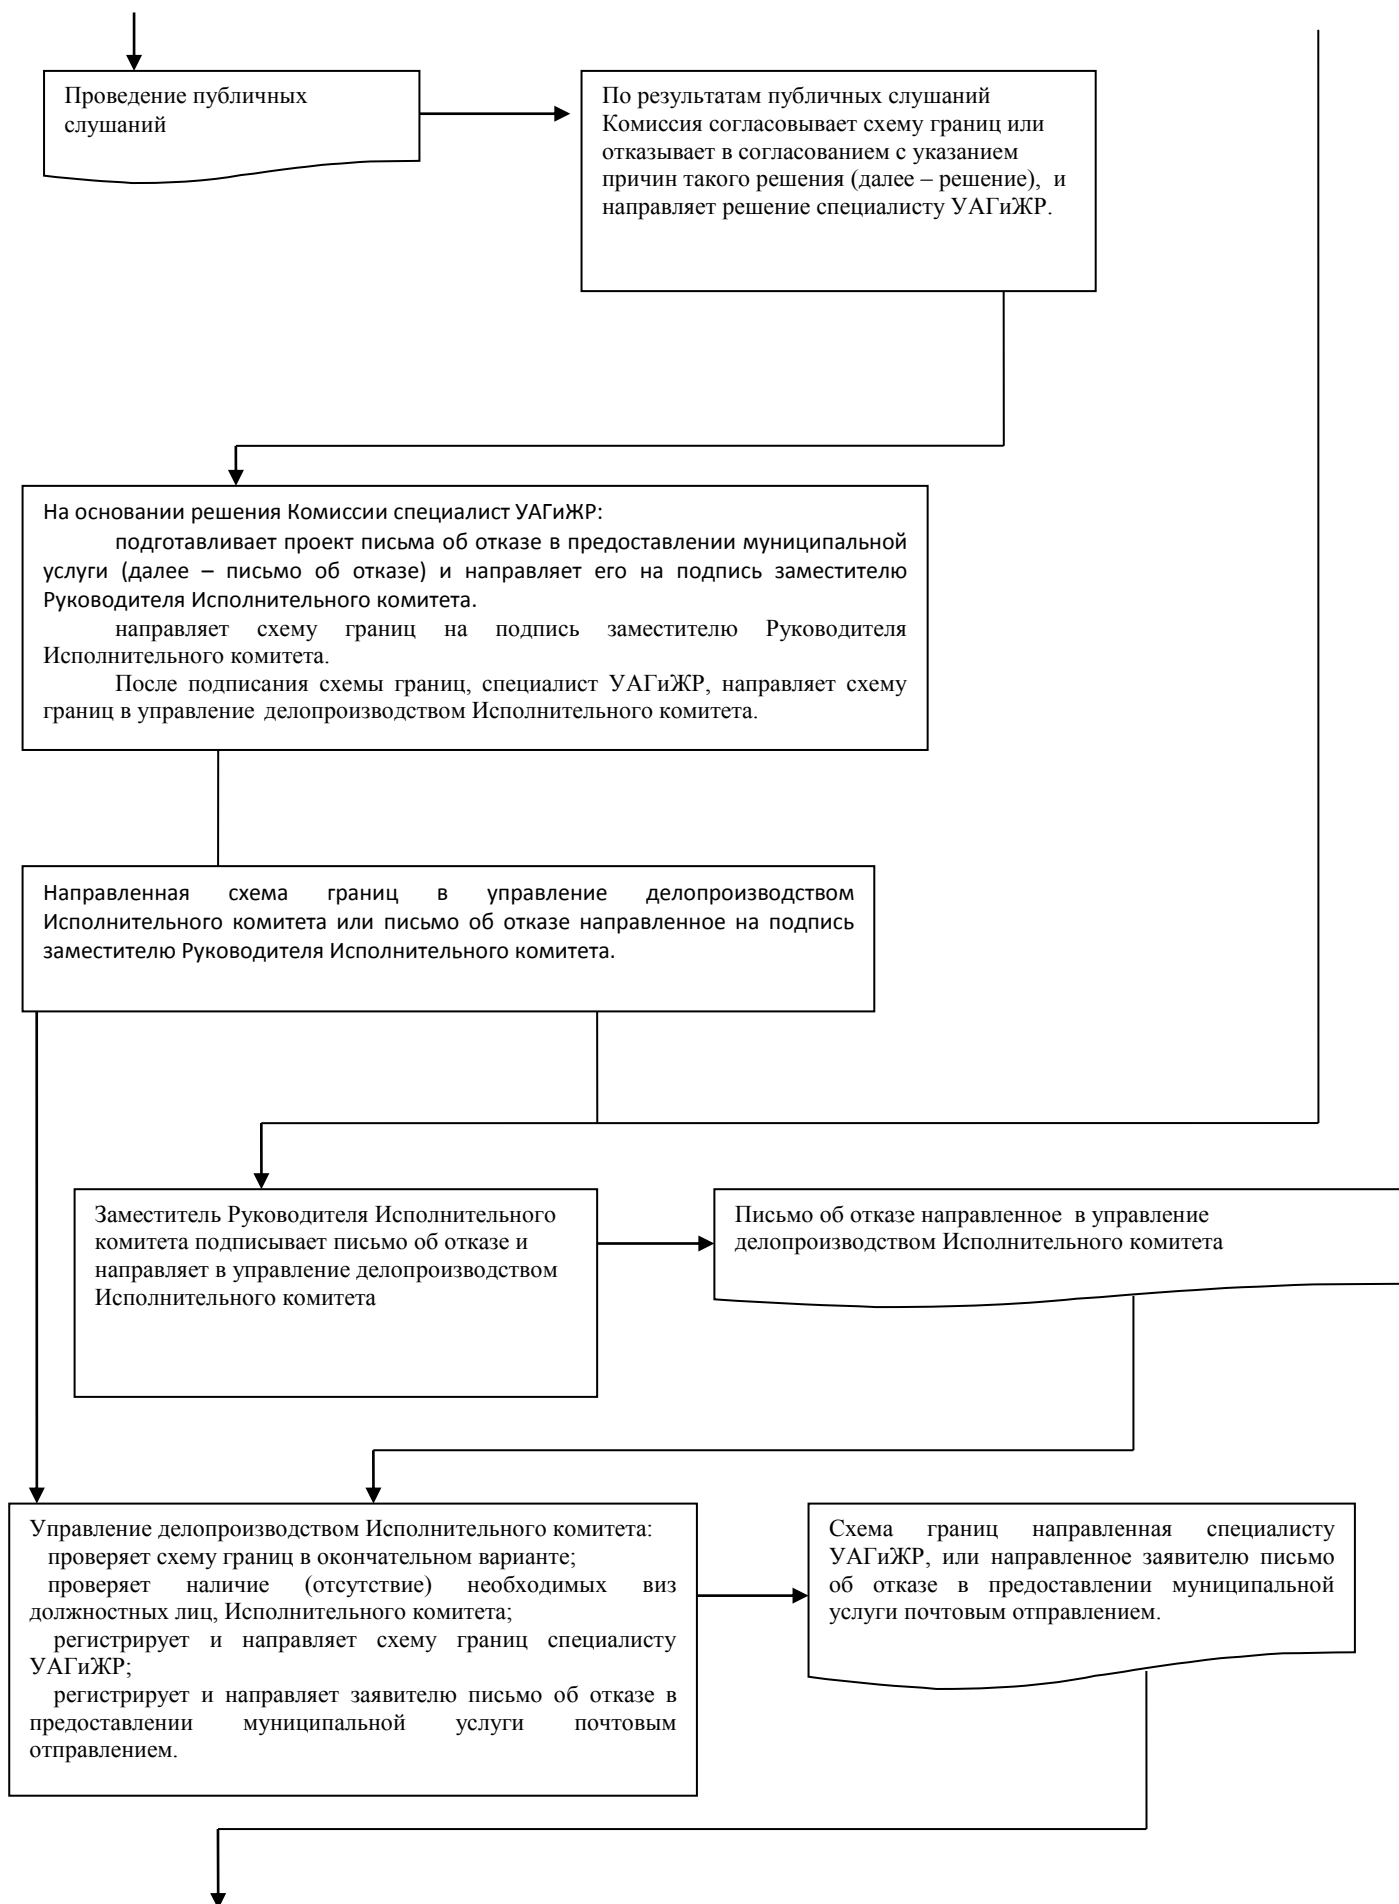 Проведение публичных
слушаний
По результатам публичных слушаний
Комиссия согласовывает схему границ или
отказывает в согласованием с указанием
причин такого решения (далее – решение), и
направляет решение специалисту УАГиЖР.
На основании решения Комиссии специалист УАГиЖР:
подготавливает проект письма об отказе в предоставлении муниципальной
услуги (далее – письмо об отказе) и направляет его на подпись заместителю
Руководителя Исполнительного комитета.
направляет схему границ на подпись заместителю Руководителя
Исполнительного комитета.
После подписания схемы границ, специалист УАГиЖР, направляет схему
границ в управление делопроизводством Исполнительного комитета.
Направленная схема границ в управление делопроизводством
Исполнительного комитета или письмо об отказе направленное на подпись
заместителю Руководителя Исполнительного комитета.
Заместитель Руководителя Исполнительного
комитета подписывает письмо об отказе и
направляет в управление делопроизводством
Исполнительного комитета
Письмо об отказе направленное в управление
делопроизводством Исполнительного комитета
Управление делопроизводством Исполнительного комитета:
проверяет схему границ в окончательном варианте;
проверяет наличие (отсутствие) необходимых виз
должностных лиц, Исполнительного комитета;
регистрирует и направляет схему границ специалисту
УАГиЖР;
регистрирует и направляет заявителю письмо об отказе в
предоставлении муниципальной услуги почтовым
отправлением.
Схема границ направленная специалисту
УАГиЖР, или направленное заявителю письмо
об отказе в предоставлении муниципальной
услуги почтовым отправлением.